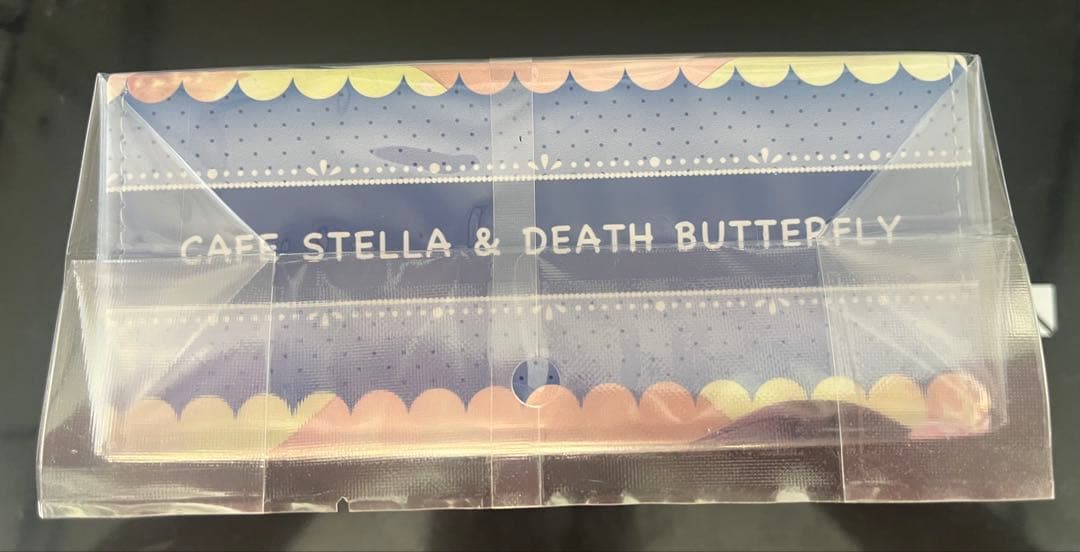 CAFE STELLA & DEATH BUTTERFLY